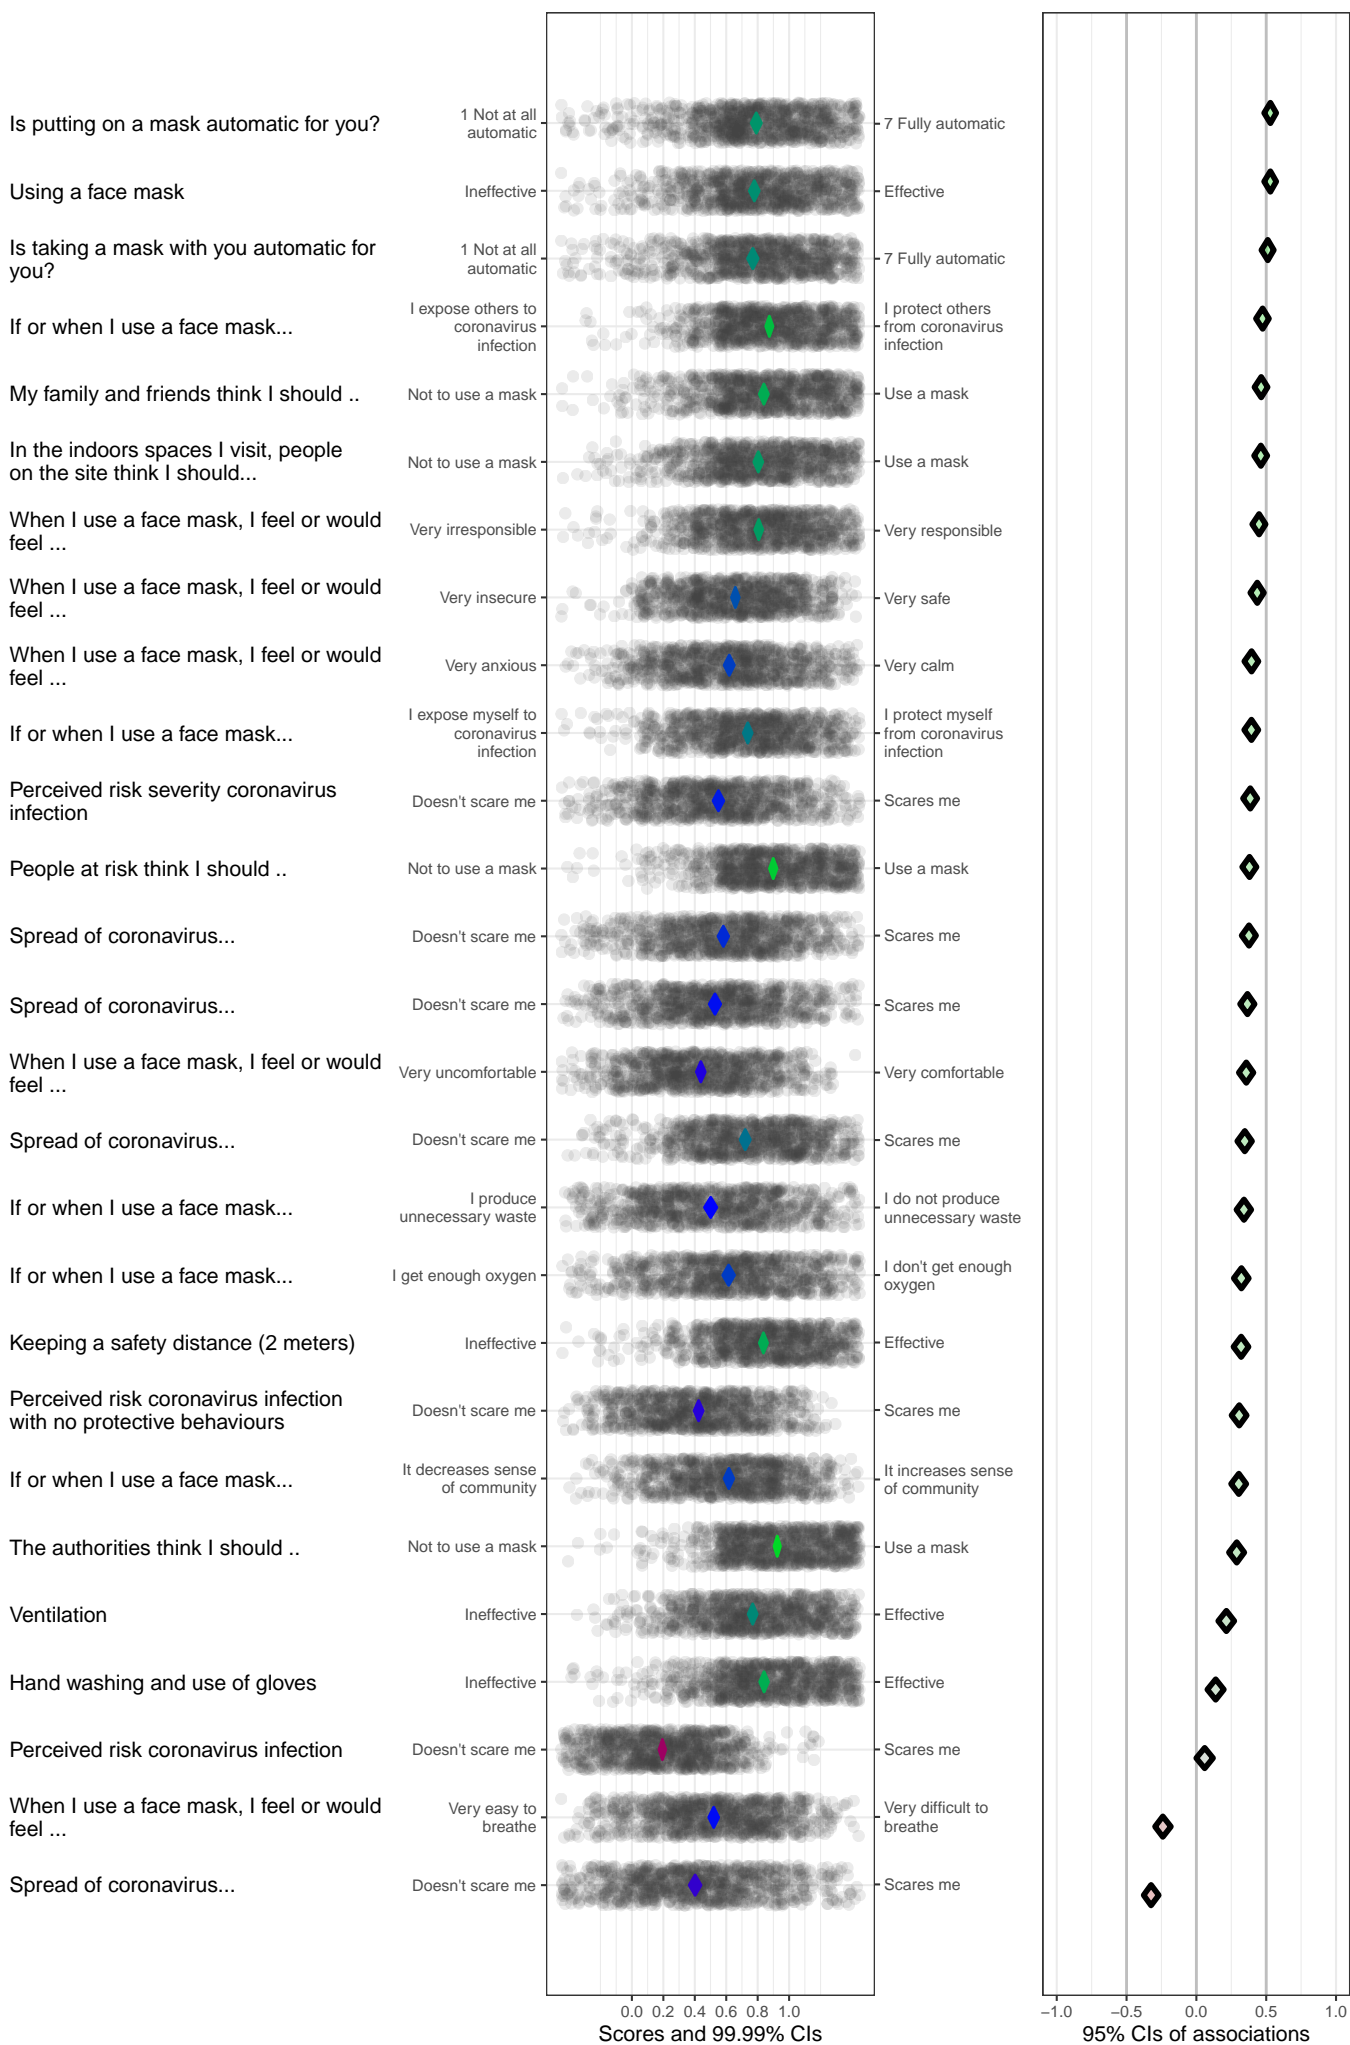 Is putting on a mask automatic for you?
1 Not at all
automatic
7 Fully automatic
Using a face mask
Ineffective
Effective
Is taking a mask with you automatic for
you?
1 Not at all
automatic
7 Fully automatic
If or when I use a face mask...
I expose others to
coronavirus
infection
I protect others
from coronavirus
infection
My family and friends think I should ..
Not to use a mask
Use a mask
In the indoors spaces I visit, people
on the site think I should...
Not to use a mask
Use a mask
When I use a face mask, I feel or would
feel ...
Very irresponsible
Very responsible
When I use a face mask, I feel or would
feel ...
Very insecure
Very safe
When I use a face mask, I feel or would
feel ...
Very anxious
Very calm
If or when I use a face mask...
I expose myself to
coronavirus
infection
I protect myself
from coronavirus
infection
Perceived risk severity coronavirus
infection
Doesn't scare me
Scares me
People at risk think I should ..
Not to use a mask
Use a mask
Spread of coronavirus...
Doesn't scare me
Scares me
Spread of coronavirus...
Doesn't scare me
Scares me
When I use a face mask, I feel or would
feel ...
Very uncomfortable
Very comfortable
Spread of coronavirus...
Doesn't scare me
Scares me
If or when I use a face mask...
I produce
unnecessary waste
I do not produce
unnecessary waste
If or when I use a face mask...
I get enough oxygen
I don't get enough
oxygen
Keeping a safety distance (2 meters)
Ineffective
Effective
Perceived risk coronavirus infection
with no protective behaviours
Doesn't scare me
Scares me
If or when I use a face mask...
It decreases sense
of community
It increases sense
of community
The authorities think I should ..
Not to use a mask
Use a mask
Ventilation
Ineffective
Effective
Hand washing and use of gloves
Ineffective
Effective
Perceived risk coronavirus infection
Doesn't scare me
Scares me
When I use a face mask, I feel or would
feel ...
Very easy to
breathe
Very difficult to
breathe
Spread of coronavirus...
Doesn't scare me
Scares me
0.0 0.2 0.4 0.6 0.8 1.0
Scores and 99.99% CIs
−1.0 −0.5 0.0 0.5 1.0
95% CIs of associations